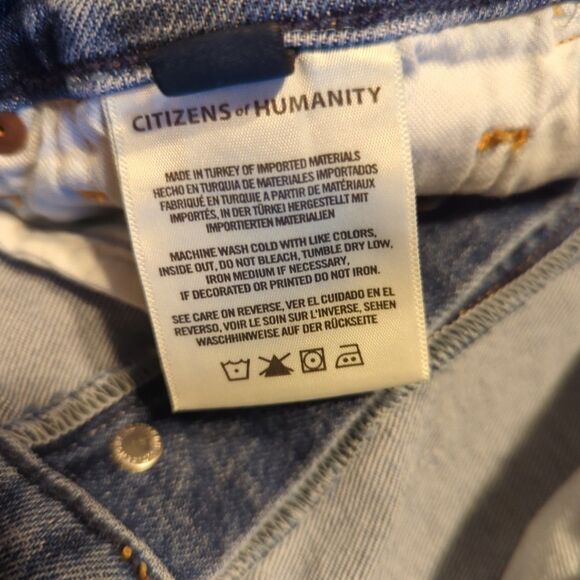 CITIZENS of HUMANITY
MADE IN TURKEY OF IMPORTED MATERIALS
HECHO EN TURQUIA DE MATERIALES IMPORTADOS
FABRIQUÉ EN TURQUIE A PARTIR DE MATÉRIAUX
IMPORTÉS, IN DER TÜRKEI HERGESTELLT MIT
IMPORTIERTEN MATERIALIEN
MACHINE WASH COLD WITH LIKE COLORS,
INSIDE OUT, DO NOT BLEACH, TUMBLE DRY LOW,
IRON MEDIUM IF NECESSARY,
IF DECORATED OR PRINTED DO NOT IRON.
SEE CARE ON REVERSE, VER EL CUIDADO EN EL
REVERSO, VOIR LE SOIN SUR L'INVERSE, SEHEN
WASCHHINWEISE AUF DER RÜCKSEITE